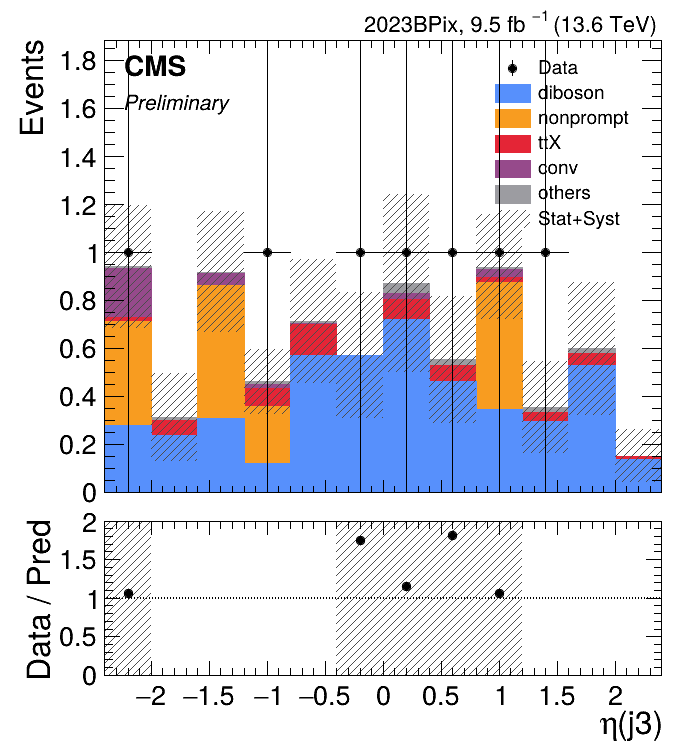 2023BPix, 9.5 fb⁻¹ (13.6 TeV)
Events
CMS
Preliminary
Data
diboson
nonprompt
ttX
conv
others
Stat+Syst
1.8
1.6
1.4
1.2
1
0.8
0.6
0.4
0.2
0
Data / Pred
2
1.5
1
0.5
0
−2 −1.5 −1 −0.5 0 0.5 1 1.5 2
η(j3)